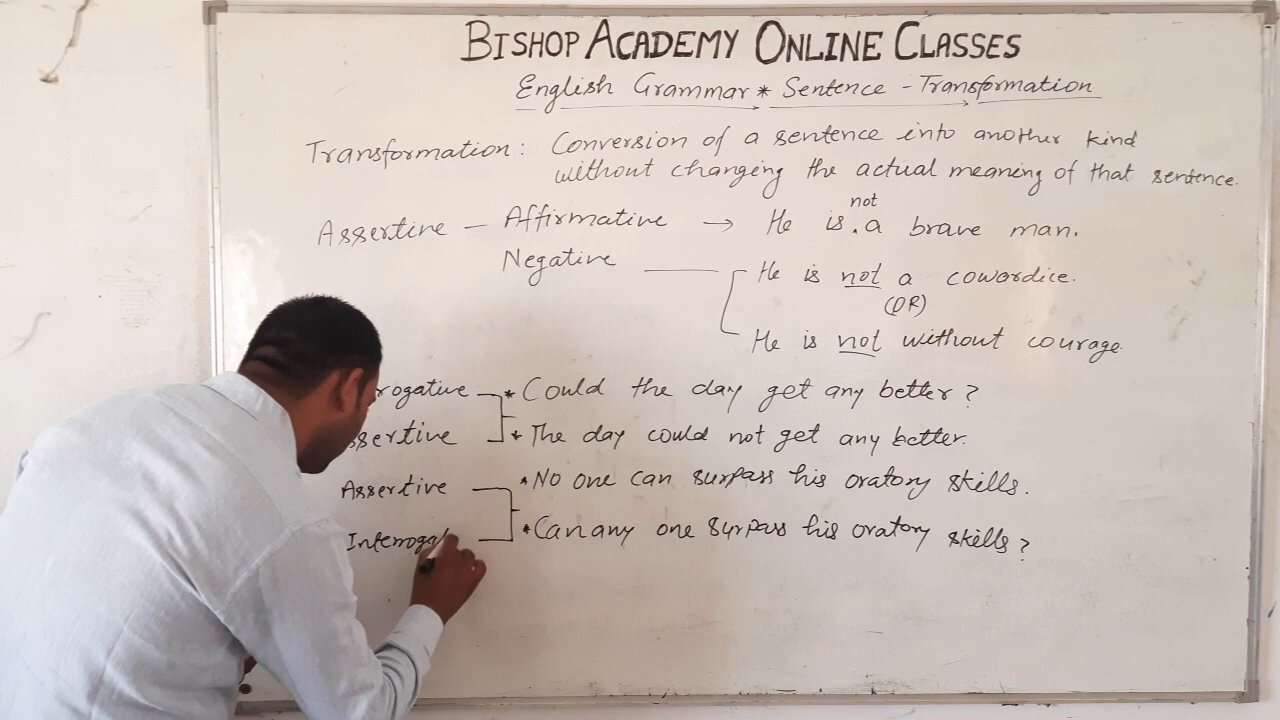 BISHOP ACADEMY ONLINE CLASSES
English Grammar * Sentence - Transformation
Transformation: Conversion of a sentence into another kind
without changing the actual meaning of that sentence.
not
Assertive — Affirmative → He is . a brave man.
Negative — He is not a cowordice.
(OR)
He is not without courage.
rogative * Could the day get any better?
ssertive * The day could not get any better.
Assertive * No one can surpass his oratory skills.
Interroga * Can any one surpass his oratory skills?